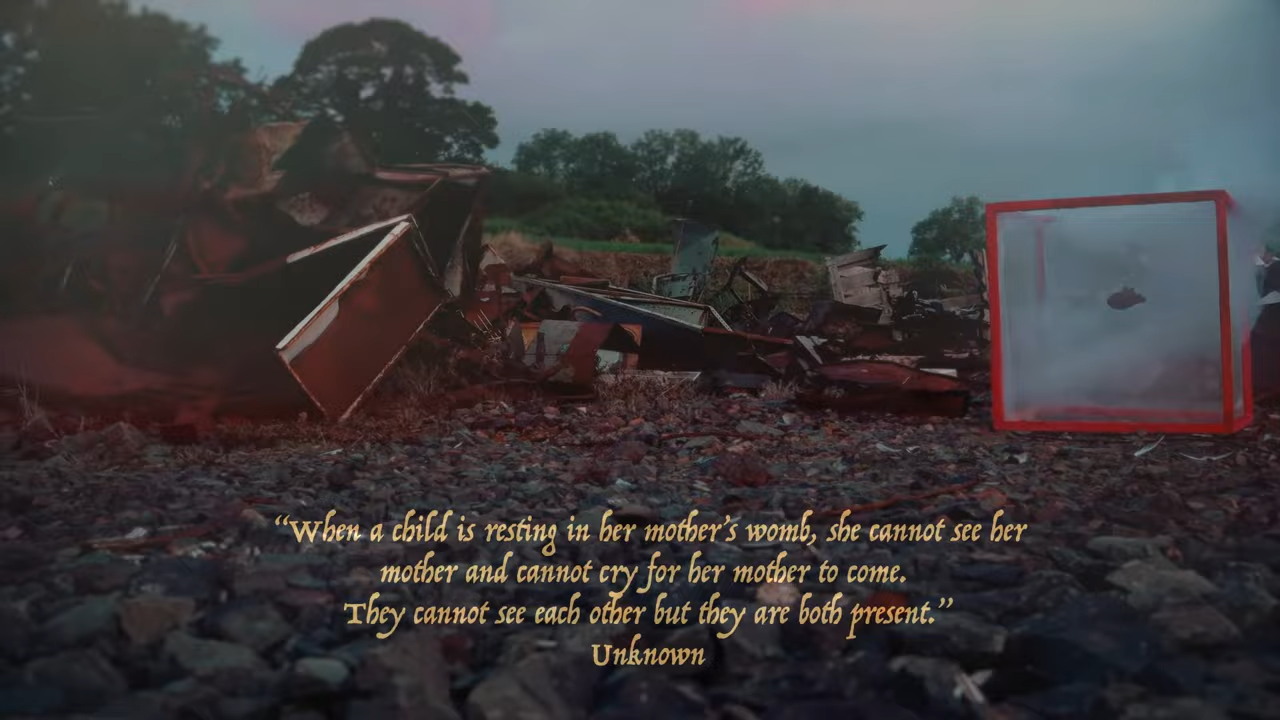 “When a child is resting in her mother’s womb, she cannot see her
mother and cannot cry for her mother to come.
They cannot see each other but they are both present.”
Unknown